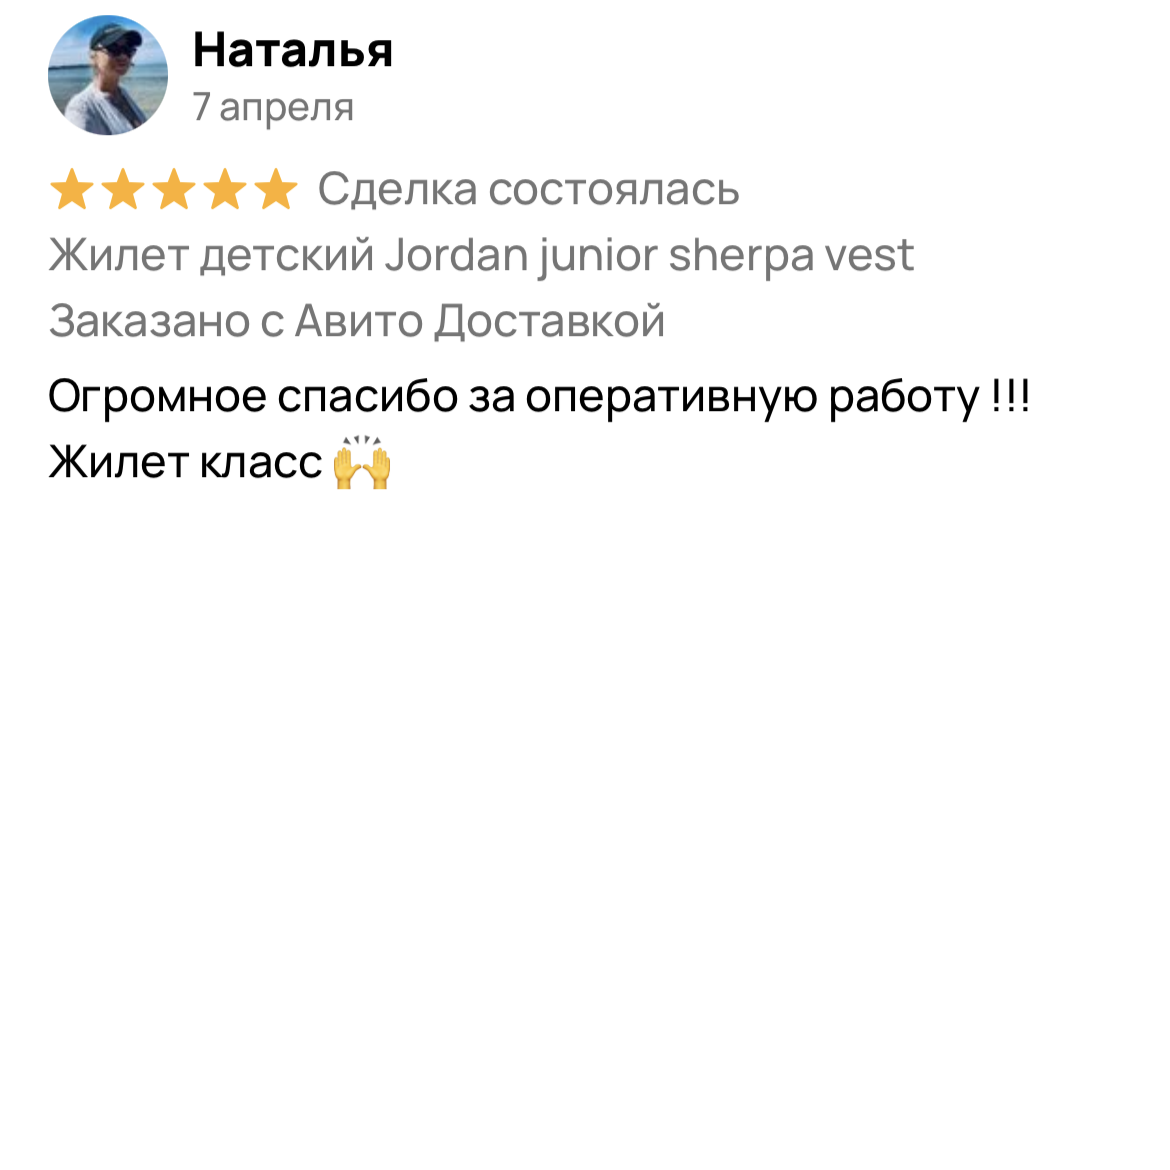 Наталья
7 апреля
Сделка состоялась
Жилет детский Jordan junior sherpa vest
Заказано с Авито Доставкой
Огромное спасибо за оперативную работу !!!
Жилет класс 🙌